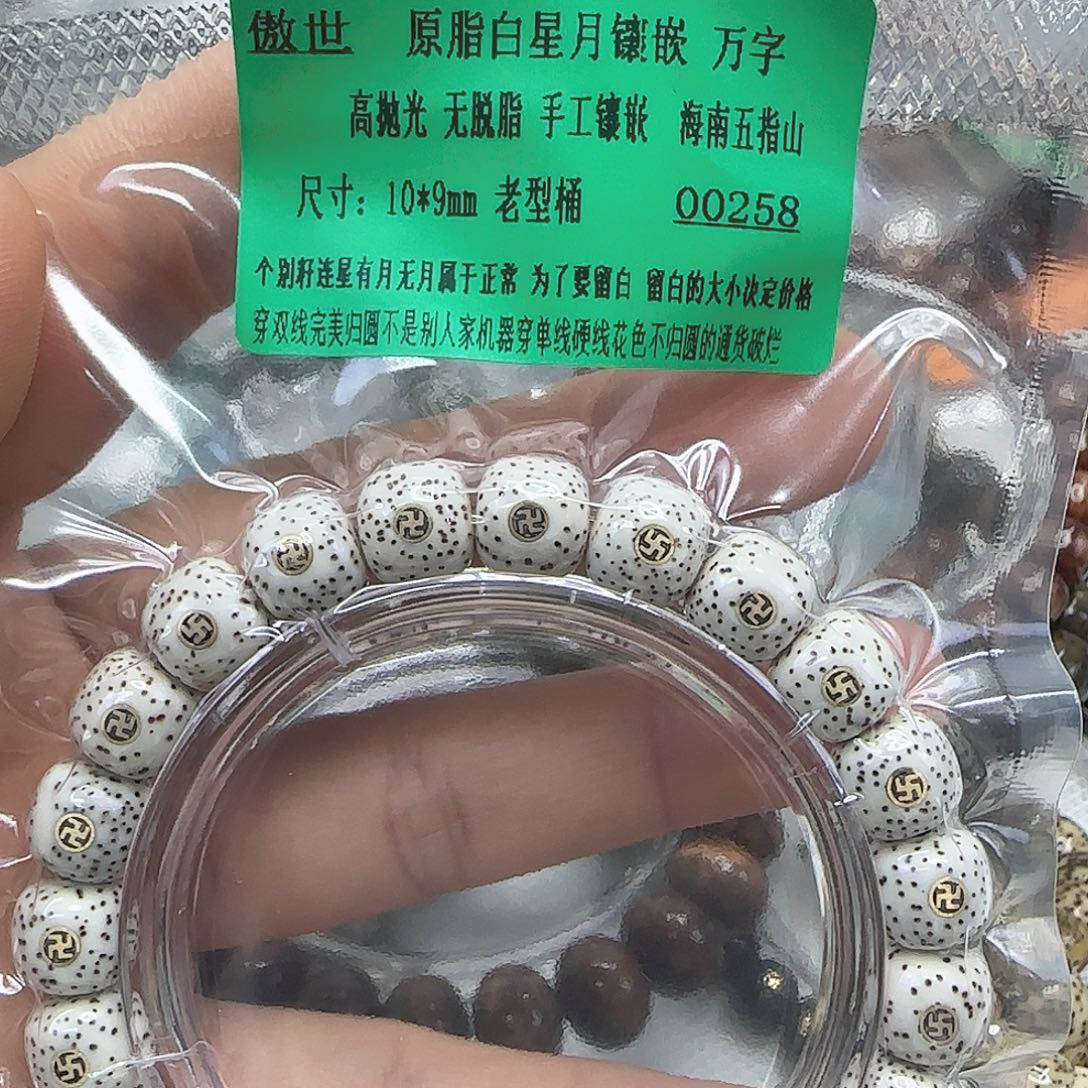 傲世 原脂白星月镶嵌 万字
高抛光 无脱脂 手工镶嵌 海南五指山
尺寸：10*9mm 老型桶 00258
个别籽连星有月无月属于正常 为了要留白 留白的大小决定价格
穿双线完美归圆不是别人家机器穿单线硬线花色不归圆的通货破烂